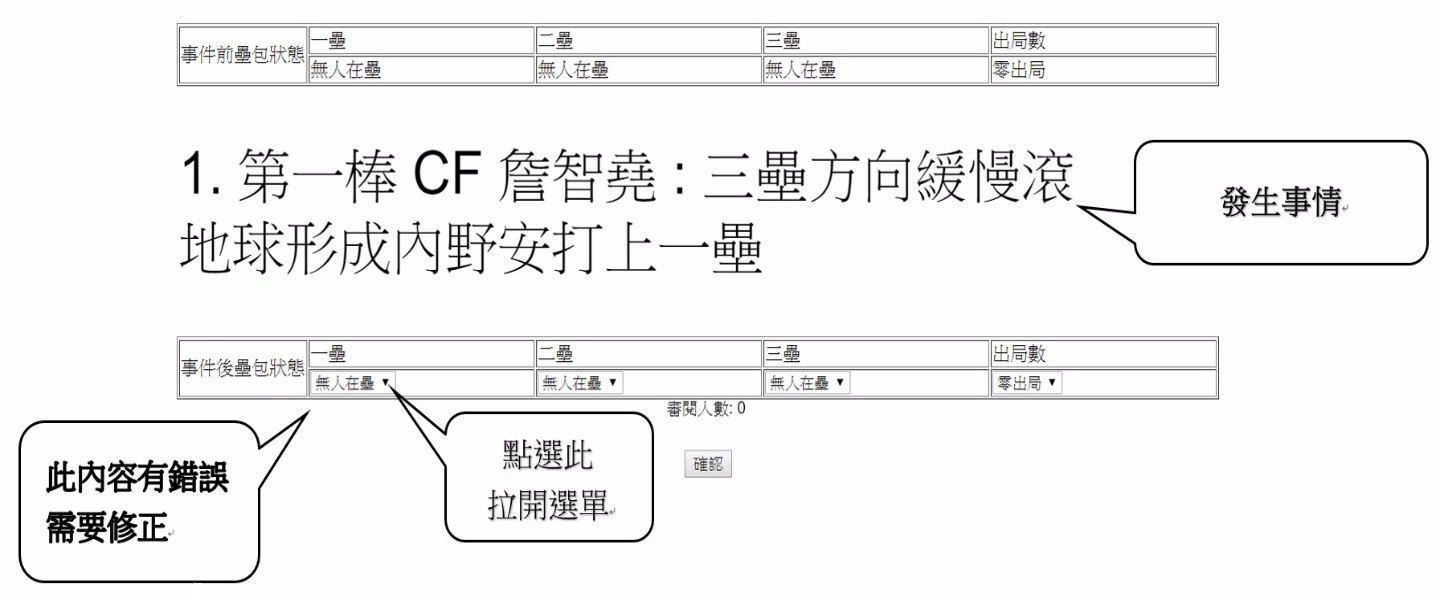 事件前壘包狀態 一壘 二壘 三壘 出局數
無人在壘 無人在壘 無人在壘 零出局
1. 第一棒 CF 詹智堯 : 三壘方向緩慢滾
地球形成內野安打上一壘
發生事情
事件後壘包狀態 一壘 二壘 三壘 出局數
無人在壘 無人在壘 無人在壘 零出局
審閱人數: 0
確認
點選此
拉開選單
此內容有錯誤
需要修正